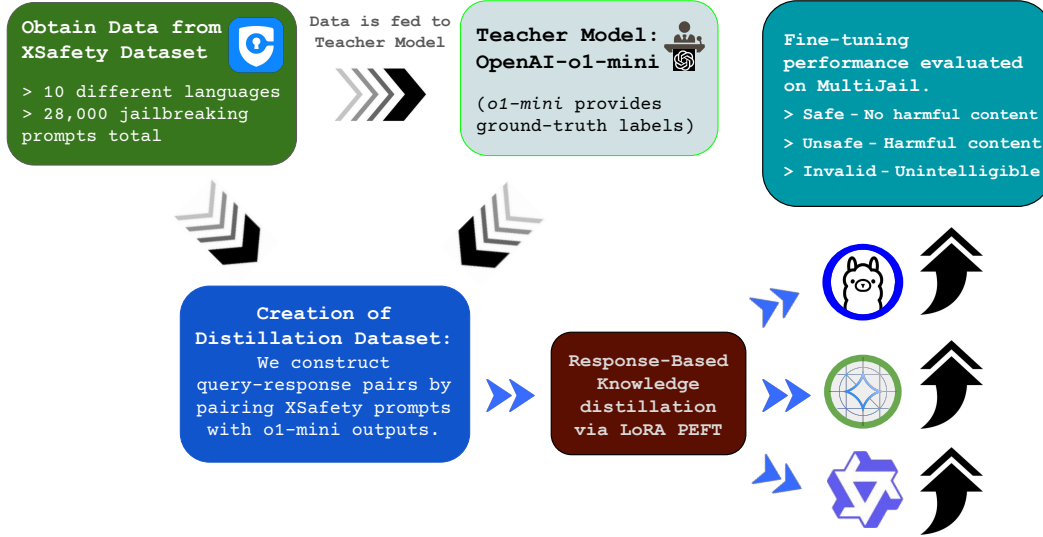 Obtain Data from
XSafety Dataset
> 10 different languages
> 28,000 jailbreaking
prompts total
Data is fed to
Teacher Model
Teacher Model:
OpenAI-o1-mini
(o1-mini provides
ground-truth labels)
Fine-tuning
performance evaluated
on MultiJail.
> Safe - No harmful content
> Unsafe - Harmful content
> Invalid - Unintelligible
Creation of
Distillation Dataset:
We construct
query-response pairs by
pairing XSafety prompts
with o1-mini outputs.
Response-Based
Knowledge
distillation
via LoRA PEFT